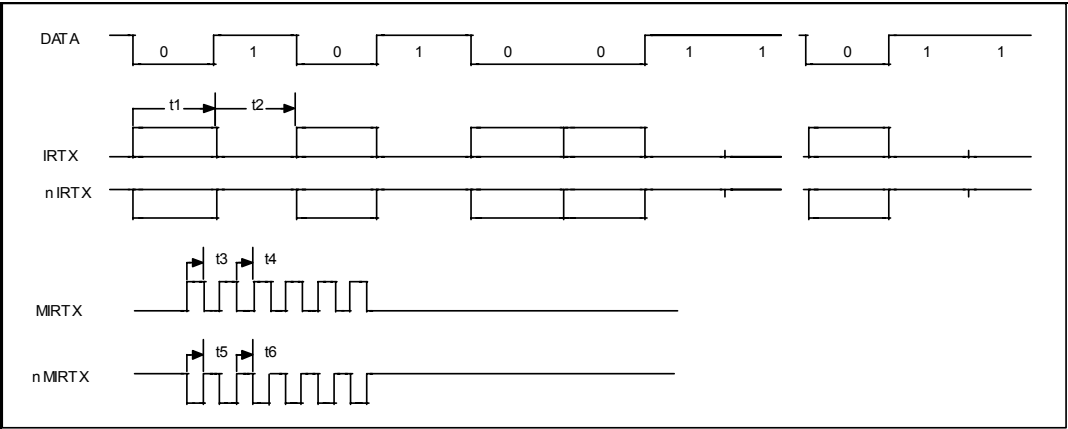 DATA
0 1 0 1 0 0 1 1 0 1 1
t1 t2
IRTX
n IRTX
t3 t4
MIRTX
t5 t6
n MIRTX